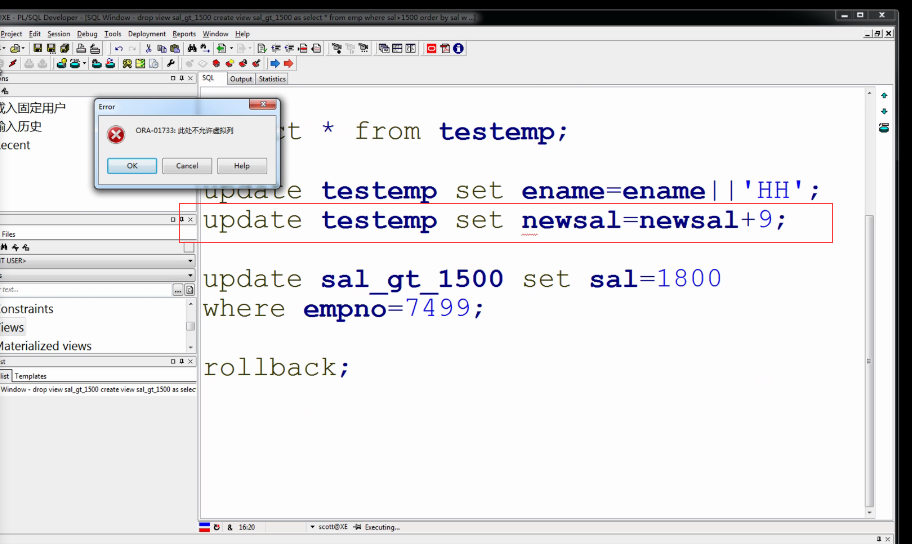 XE - PL/SQL Developer - [SQL Window - drop view sal_gt_1500 create view sal_gt_1500 as select * from emp where sal>1500 order by sal w ...]
Project Edit Session Debug Tools Deployment Reports Window Help
SQL Output Statistics
载入固定用户
输入历史
Recent
Error
ORA-01733: 此处不允许虚拟列
OK Cancel Help
ct * from testemp;
update testemp set ename=ename||'HH';
update testemp set newsal=newsal+9;
update sal_gt_1500 set sal=1800
where empno=7499;
rollback;
Files
T USER>
text...
onstraints
iews
Materialized views
list Templates
Window - drop view sal_gt_1500 create view sal_gt_1500 as selec
& 16:20 scott@XE Executing...